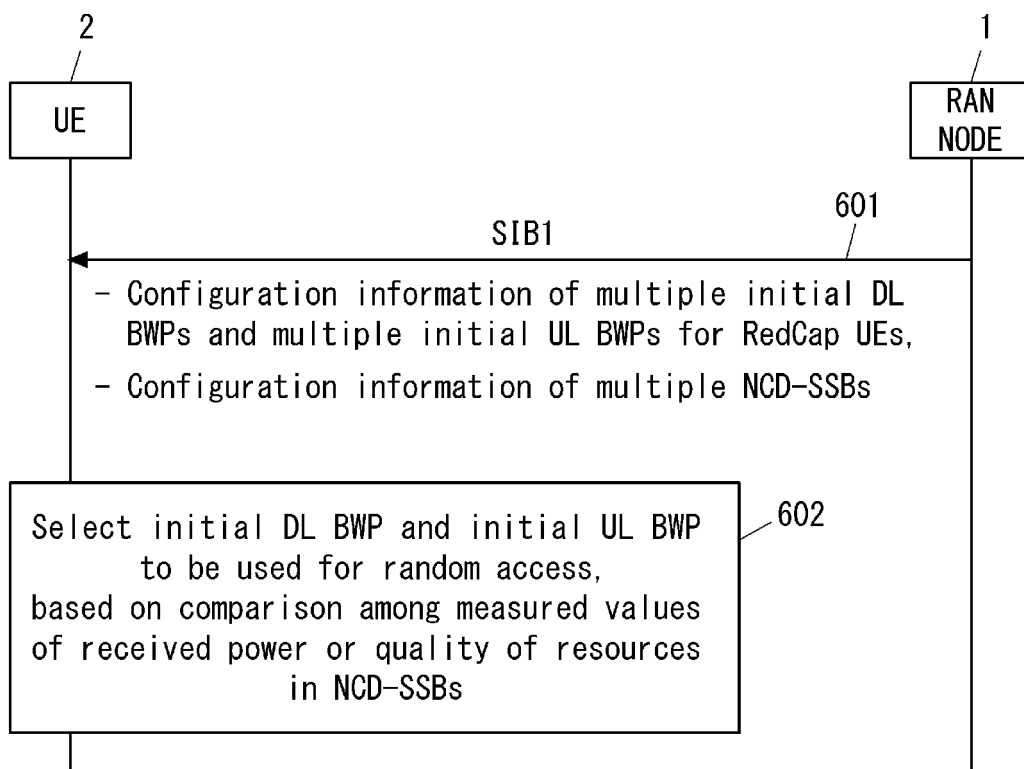 2
1
UE
RAN
NODE
601
SIB1
- Configuration information of multiple initial DL
BWPs and multiple initial UL BWPs for RedCap UEs,
- Configuration information of multiple NCD-SSBs
Select initial DL BWP and initial UL BWP
to be used for random access,
based on comparison among measured values
of received power or quality of resources
in NCD-SSBs
602